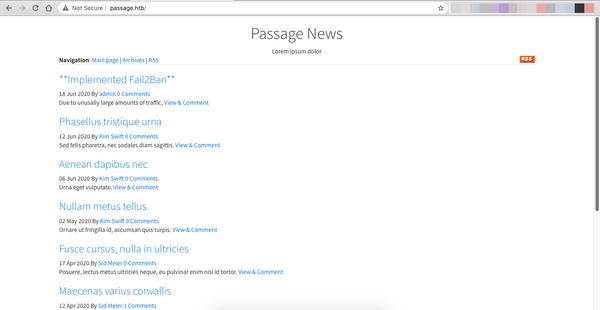 Not Secure | passage.htb/
Passage News
Lorem ipsum dolor
Navigation: Main page | Archives | RSS
RSS
**Implemented Fail2Ban**
18 Jun 2020 By admin 0 Comments
Due to unusally large amounts of traffic, View & Comment
Phasellus tristique urna
12 Jun 2020 By Kim Swift 0 Comments
Sed felis pharetra, nec sodales diam sagittis. View & Comment
Aenean dapibus nec
06 Jun 2020 By Kim Swift 0 Comments
Urna eget vulputate. View & Comment
Nullam metus tellus
02 May 2020 By Kim Swift 0 Comments
Ornare ut fringilla id, accumsan quis turpis. View & Comment
Fusce cursus, nulla in ultricies
17 Apr 2020 By Sid Meier 0 Comments
Posuere, lectus metus ultricies neque, eu pulvinar enim nisi id tortor. View & Comment
Maecenas varius convallis
12 Apr 2020 By Sid Meier 1 Comments